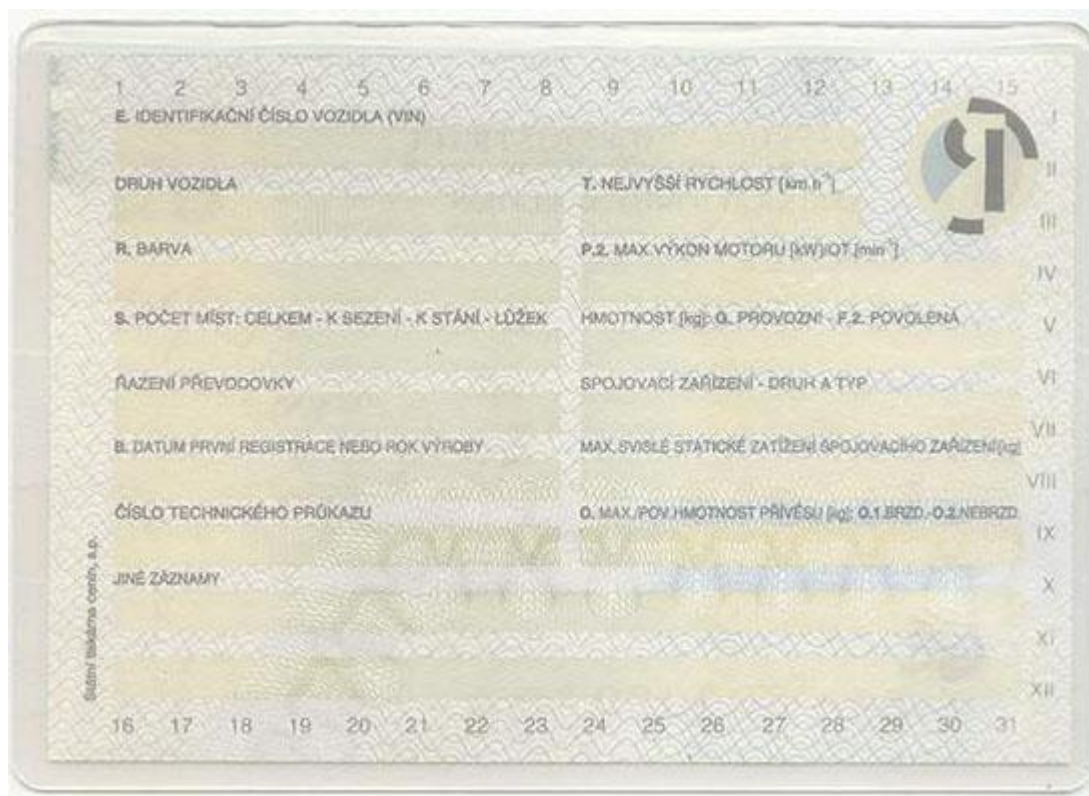 1 2 3 4 5 6 7 8 9 10 11 12 13 14 15
I
E. IDENTIFIKAČNÍ ČÍSLO VOZIDLA (VIN)
II
DRUH VOZIDLA T. NEJVYŠŠÍ RYCHLOST [km.h⁻¹]
III
R. BARVA P.2. MAX. VÝKON MOTORU [kW]/OT.[min⁻¹]
IV
S. POČET MÍST: CELKEM - K SEZENÍ - K STÁNÍ - LŮŽEK HMOTNOST [kg]: G. PROVOZNÍ - F.2. POVOLENÁ
V
ŘAZENÍ PŘEVODOVKY SPOJOVACÍ ZAŘÍZENÍ - DRUH A TYP
VI
VII
B. DATUM PRVNÍ REGISTRACE NEBO ROK VÝROBY MAX. SVISLÉ STATICKÉ ZATÍŽENÍ SPOJOVACÍHO ZAŘÍZENÍ[kg]
VIII
ČÍSLO TECHNICKÉHO PRŮKAZU O. MAX./POV.HMOTNOST PŘÍVĚSU [kg]: O.1.BRZD.-O.2.NEBRZD.
IX
JINÉ ZÁZNAMY
X
XI
XII
Státní tiskárna cenin, s.p.
16 17 18 19 20 21 22 23 24 25 26 27 28 29 30 31